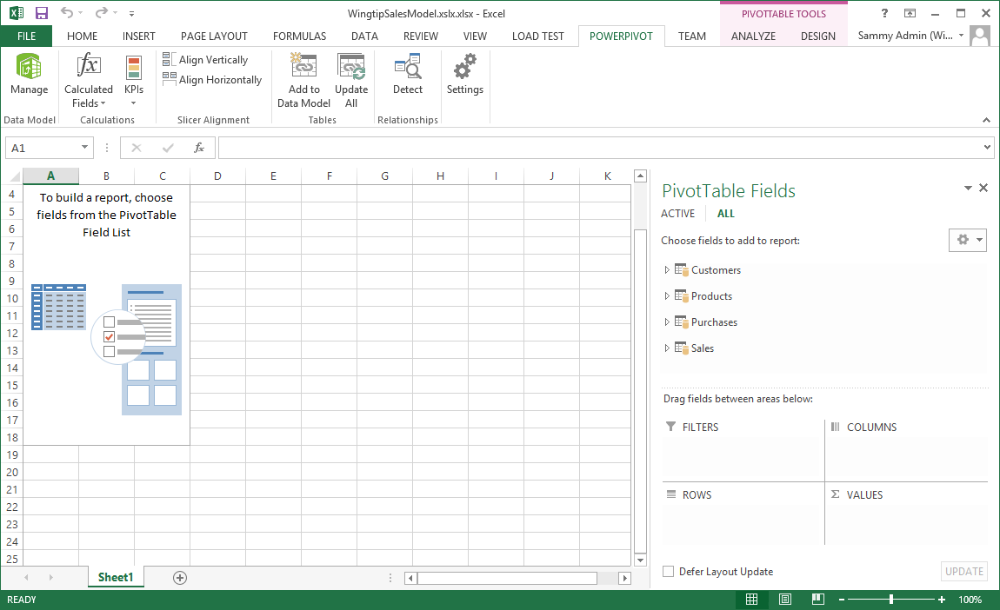 WingtipSalesModel.xslx.xlsx - Excel
PIVOTTABLE TOOLS
?
FILE HOME INSERT PAGE LAYOUT FORMULAS DATA REVIEW VIEW LOAD TEST POWERPIVOT TEAM ANALYZE DESIGN Sammy Admin (Wi...
Manage
Data Model
fx
Calculated
Fields
KPIs
Calculations
Align Vertically
Align Horizontally
Slicer Alignment
Add to
Data Model
Update
All
Tables
Detect
Relationships
Settings
A1
fx
A B C D E F G H I J K
4
5
6
7
8
9
10
11
12
13
14
15
16
17
18
19
20
21
22
23
24
25
To build a report, choose
fields from the PivotTable
Field List
PivotTable Fields
ACTIVE ALL
Choose fields to add to report:
Customers
Products
Purchases
Sales
Drag fields between areas below:
FILTERS
COLUMNS
ROWS
Σ VALUES
Defer Layout Update
UPDATE
Sheet1
READY
100%